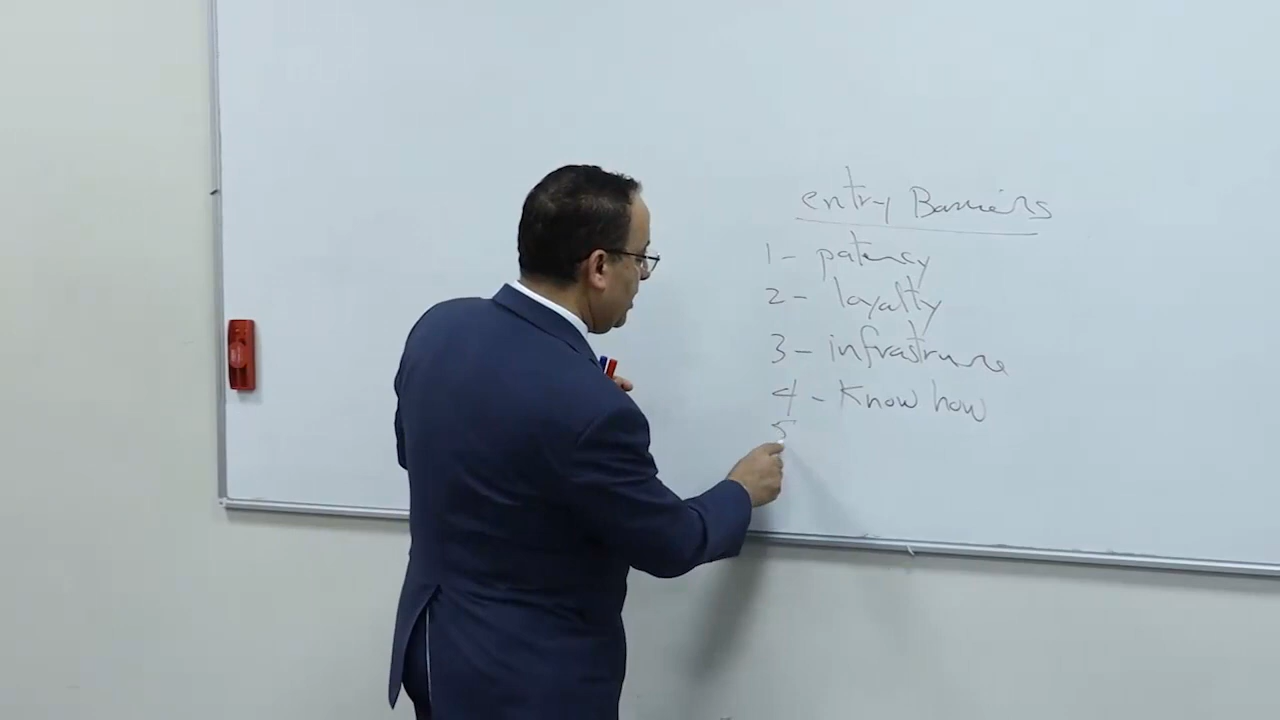 entry Barriers
1 - patency
2 - loyalty
3 - infrastrure
4 - Know how
5